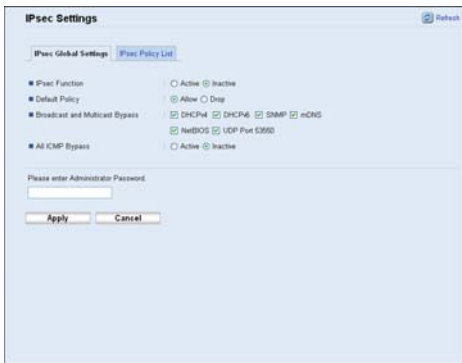 IPsec Settings
Refresh
IPsec Global Settings IPsec Policy List
IPsec Function : Active Inactive
Default Policy : Allow Drop
Broadcast and Multicast Bypass : DHCPv4 DHCPv6 SNMP mDNS
NetBIOS UDP Port 53550
All ICMP Bypass : Active Inactive
Please enter Administrator Password.
Apply Cancel